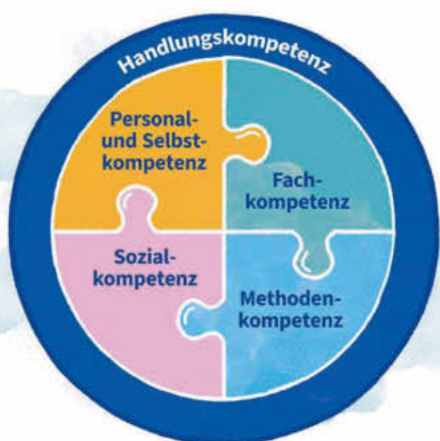 Handlungskompetenz
Personal-
und Selbst-
kompetenz
Fach-
kompetenz
Sozial-
kompetenz
Methoden-
kompetenz